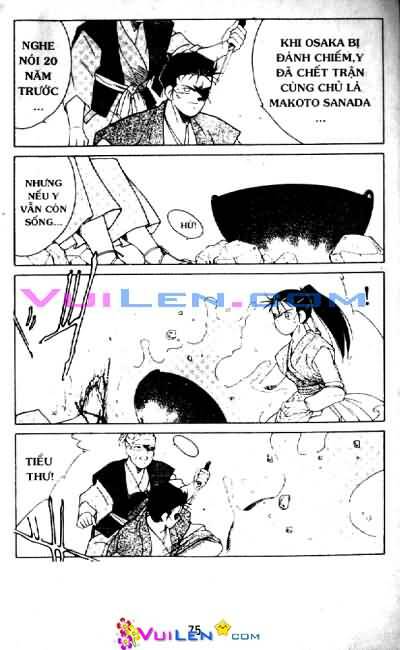 KHI OSAKA BỊ
ĐÁNH CHIẾM,Y
ĐÃ CHẾT TRẬN
CÙNG CHỦ LÀ
MAKOTO SANADA
...
NGHE
NÓI 20
NĂM
TRƯỚC
...
NHƯNG
NẾU Y
VẪN CÒN
SỐNG...
HỪ!
VUILEN.COM
!
TIỂU
THƯ!
75
VUILEN
.COM